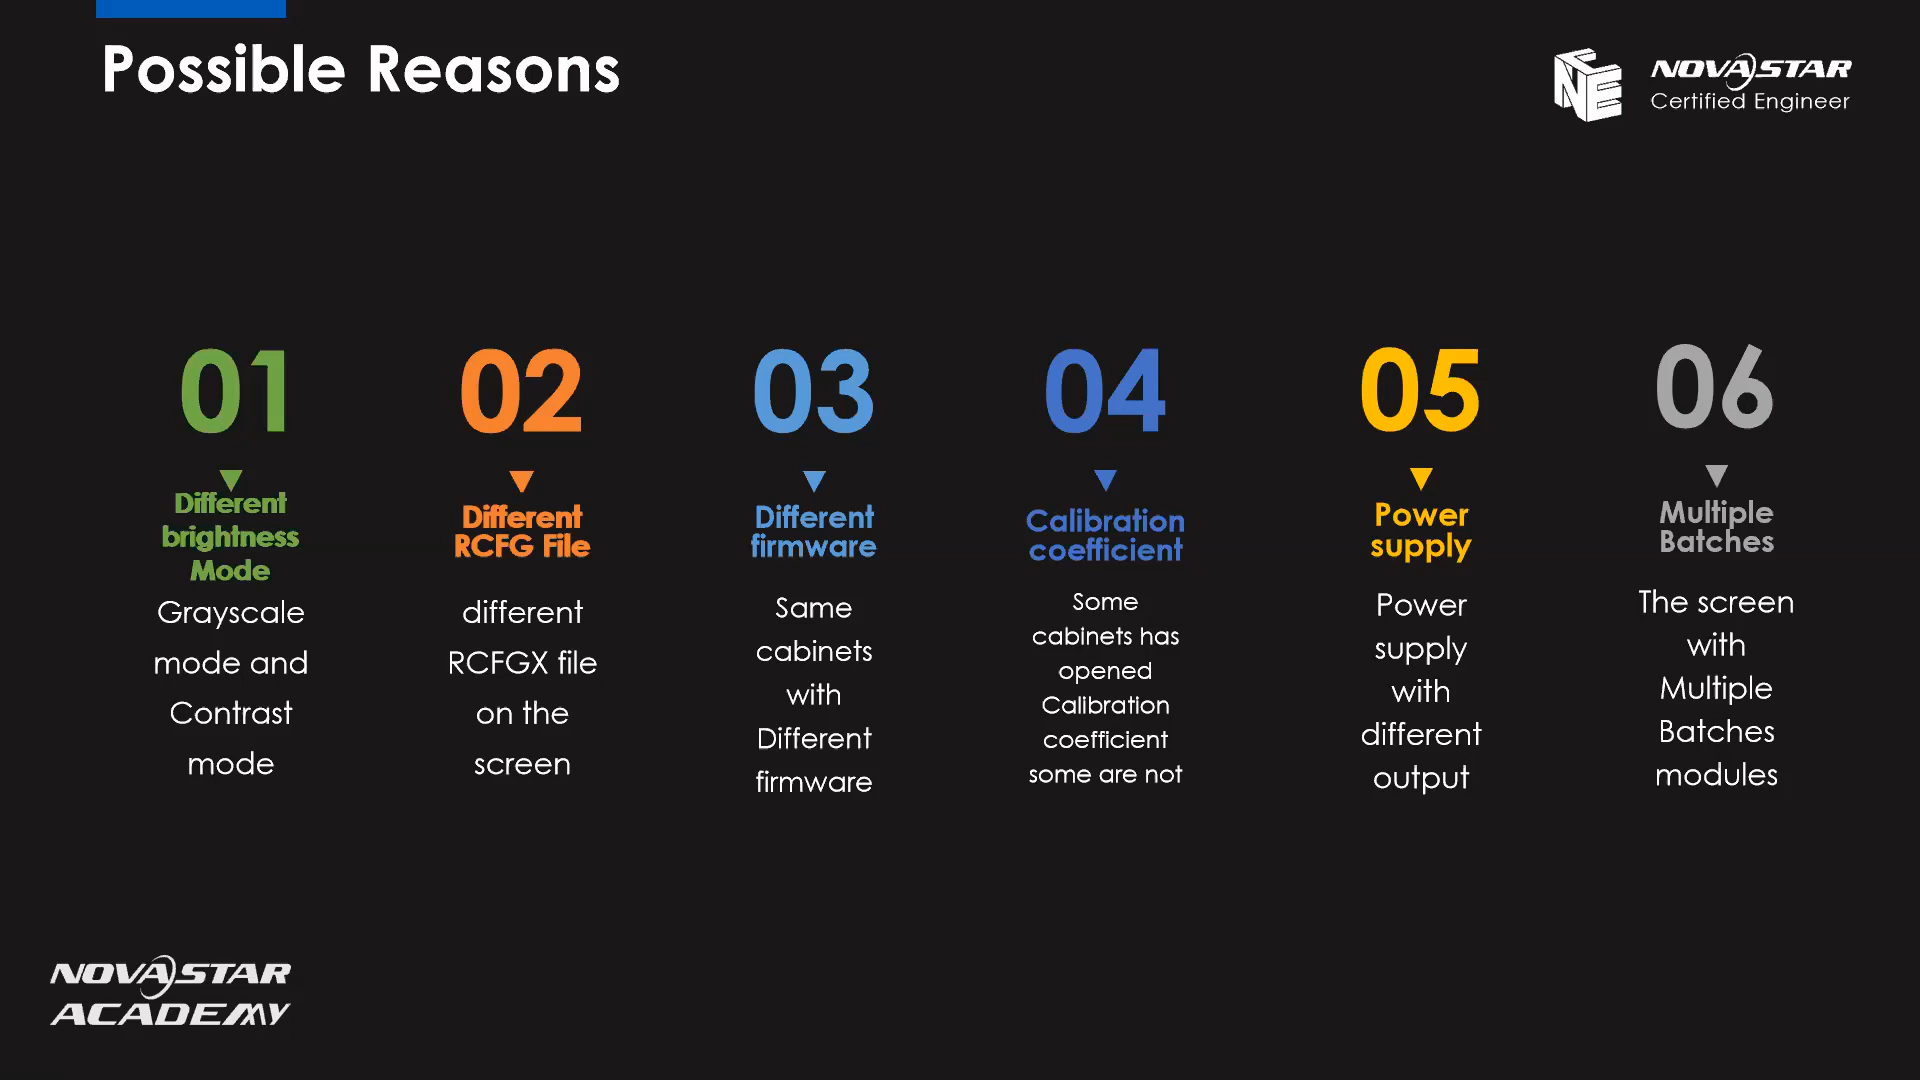 Possible Reasons
NE
NOVASTAR
Certified Engineer
01
Different
brightness
Mode
Grayscale
mode and
Contrast
mode
02
Different
RCFG File
different
RCFGX file
on the
screen
03
Different
firmware
Same
cabinets
with
Different
firmware
04
Calibration
coefficient
Some
cabinets has
opened
Calibration
coefficient
some are not
05
Power
supply
Power
supply
with
different
output
06
Multiple
Batches
The screen
with
Multiple
Batches
modules
NOVASTAR
ACADEMY